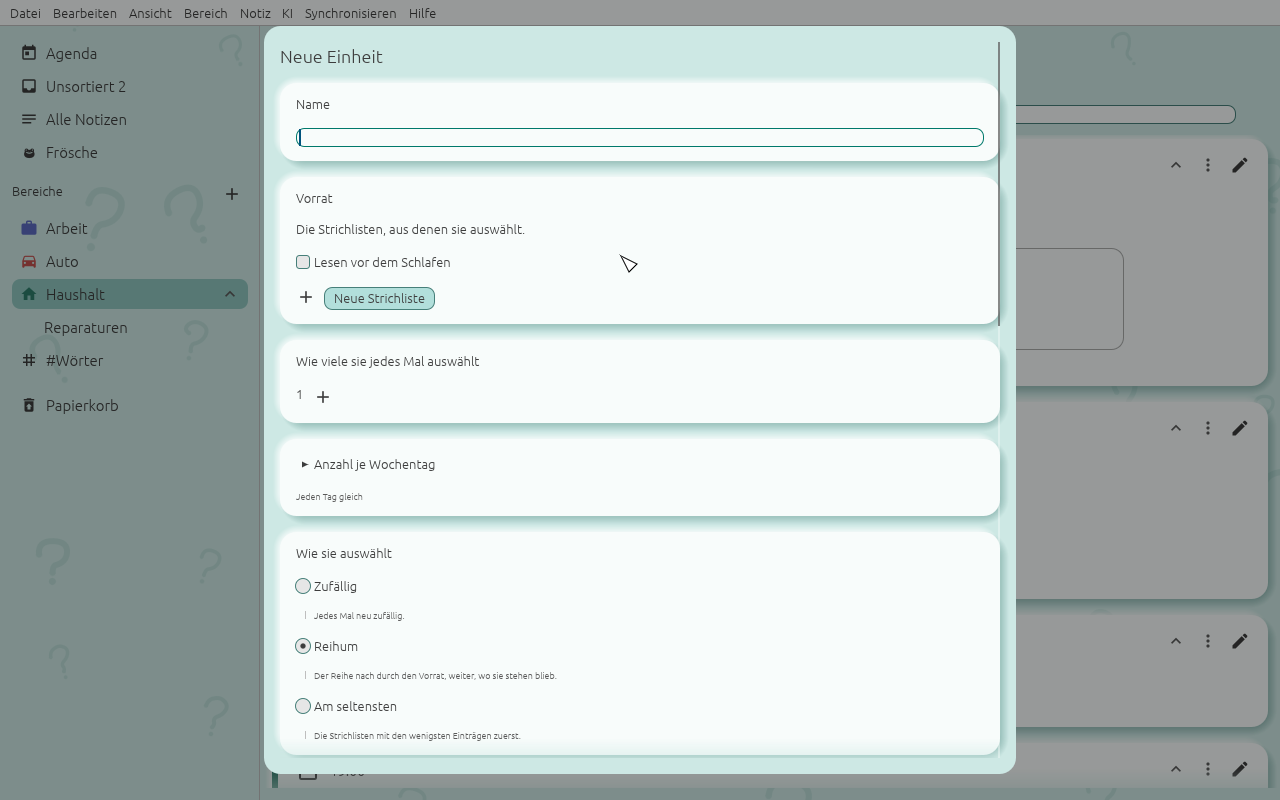 Datei Bearbeiten Ansicht Bereich Notiz KI Synchronisieren Hilfe
Agenda
Unsortiert 2
Alle Notizen
Frösche
Bereiche
Arbeit
Auto
Haushalt
Reparaturen
#Wörter
Papierkorb
Neue Einheit
Name
Vorrat
Die Strichlisten, aus denen sie auswählt.
Lesen vor dem Schlafen
Neue Strichliste
Wie viele sie jedes Mal auswählt
1
Anzahl je Wochentag
Jeden Tag gleich
Wie sie auswählt
Zufällig
Jedes Mal neu zufällig.
Reihum
Der Reihe nach durch den Vorrat, weiter, wo sie stehen blieb.
Am seltensten
Die Strichlisten mit den wenigsten Einträgen zuerst.